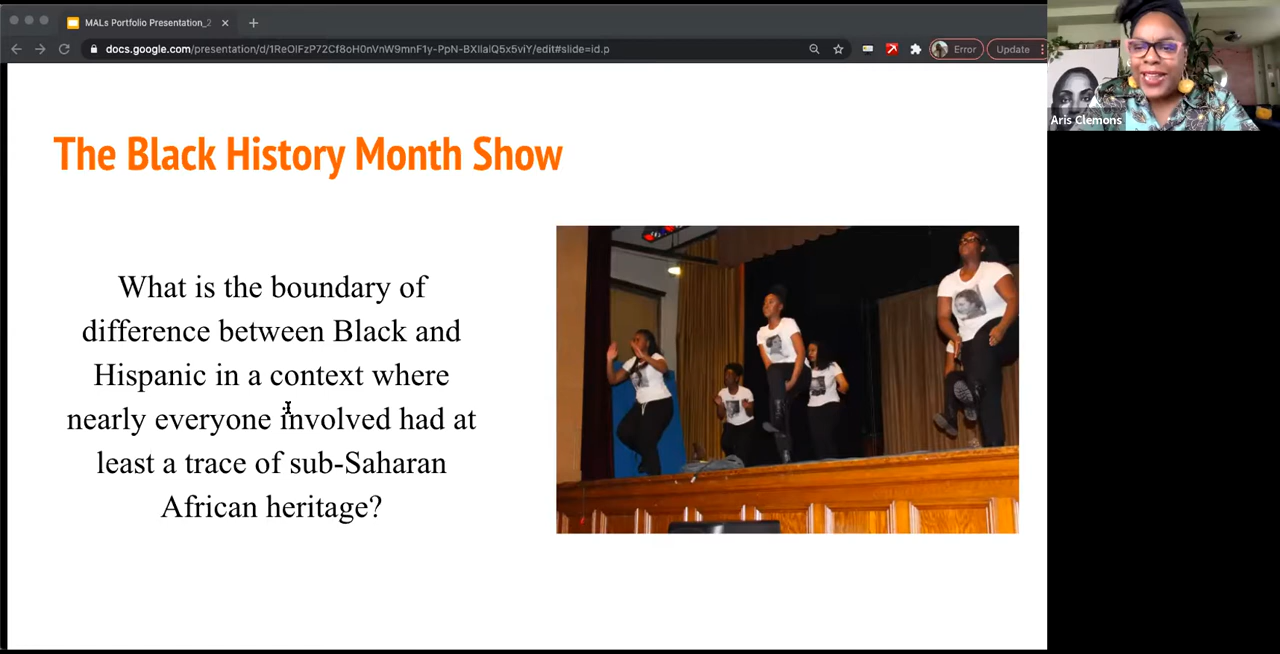 MALs Portfolio Presentation_2
docs.google.com/presentation/d/1ReOlFzP72Cf8oH0nVnW9mnF1y-PpN-BXIlalQ5x5viY/edit#slide=id.p
Error
Update
Aris Clemons
The Black History Month Show
What is the boundary of
difference between Black and
Hispanic in a context where
nearly everyone involved had at
least a trace of sub-Saharan
African heritage?